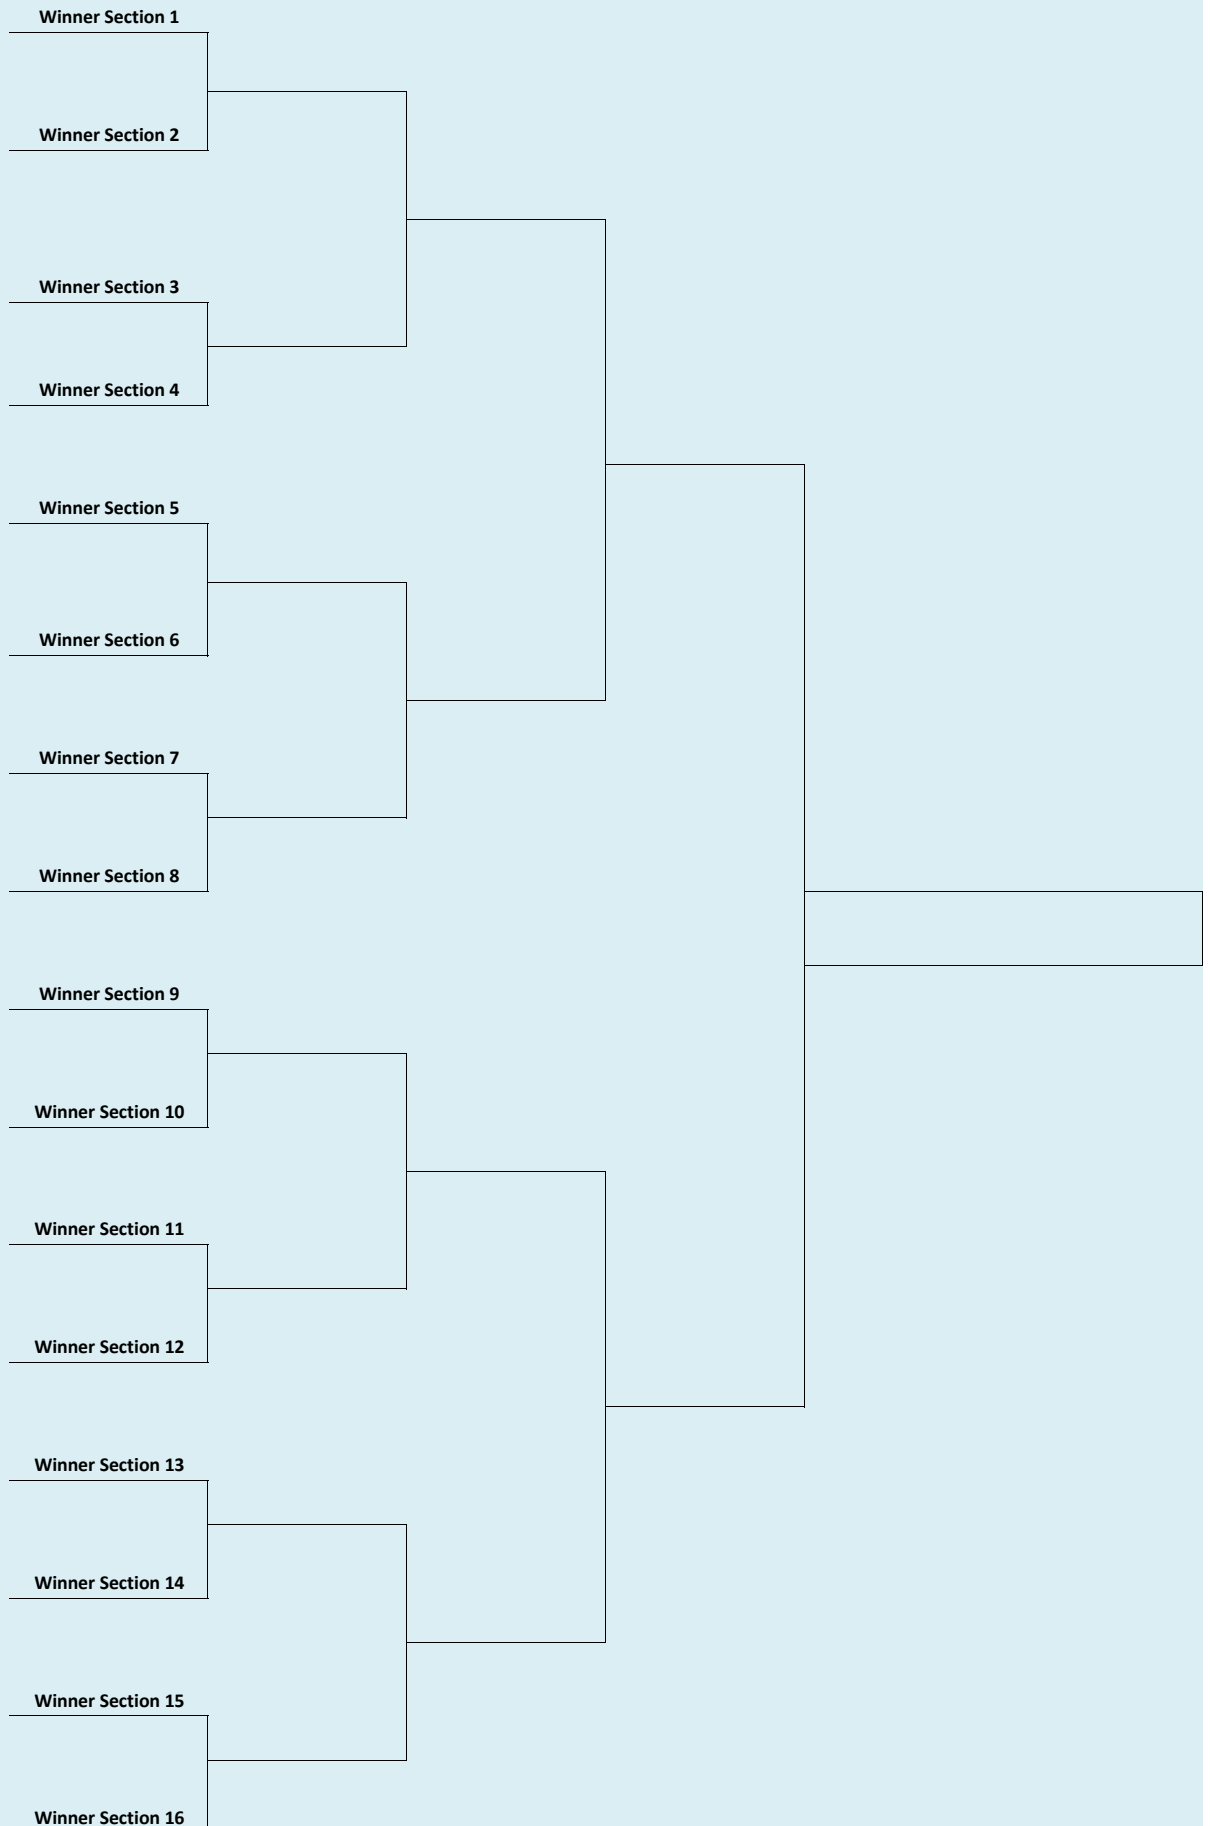 Winner Section 1
Winner Section 2
Winner Section 3
Winner Section 4
Winner Section 5
Winner Section 6
Winner Section 7
Winner Section 8
Winner Section 9
Winner Section 10
Winner Section 11
Winner Section 12
Winner Section 13
Winner Section 14
Winner Section 15
Winner Section 16